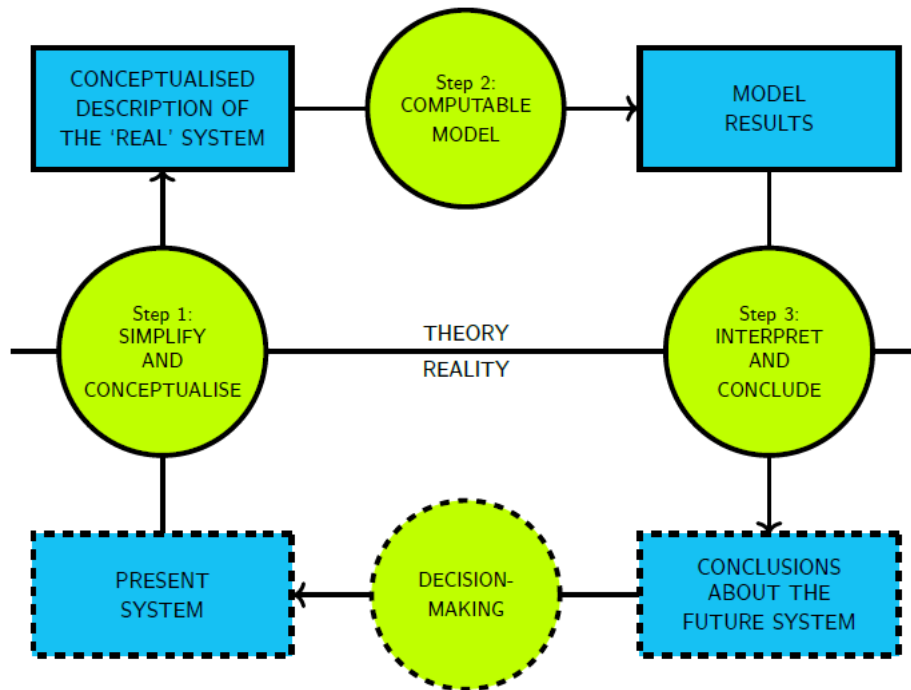 CONCEPTUALISED
DESCRIPTION OF
THE ‘REAL’ SYSTEM
Step 2:
COMPUTABLE
MODEL
MODEL
RESULTS
Step 1:
SIMPLIFY
AND
CONCEPTUALISE
THEORY
REALITY
Step 3:
INTERPRET
AND
CONCLUDE
PRESENT
SYSTEM
DECISION-
MAKING
CONCLUSIONS
ABOUT THE
FUTURE SYSTEM